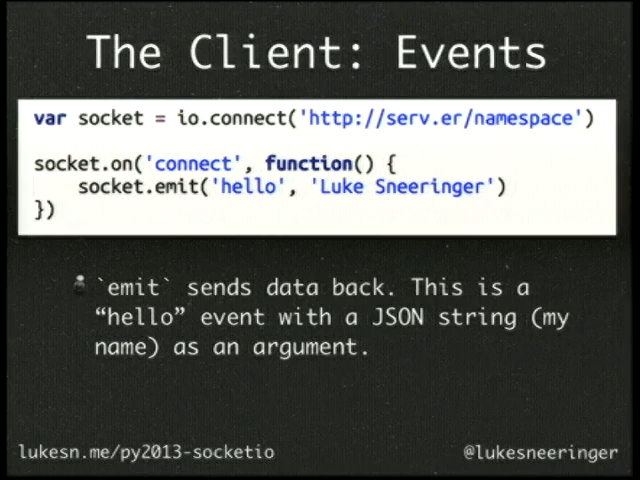 The Client: Events
var socket = io.connect('http://serv.er/namespace')
socket.on('connect', function() {
    socket.emit('hello', 'Luke Sneeringer')
})
`emit` sends data back. This is a
“hello” event with a JSON string (my
name) as an argument.
lukesn.me/py2013-socketio
@lukesneeringer